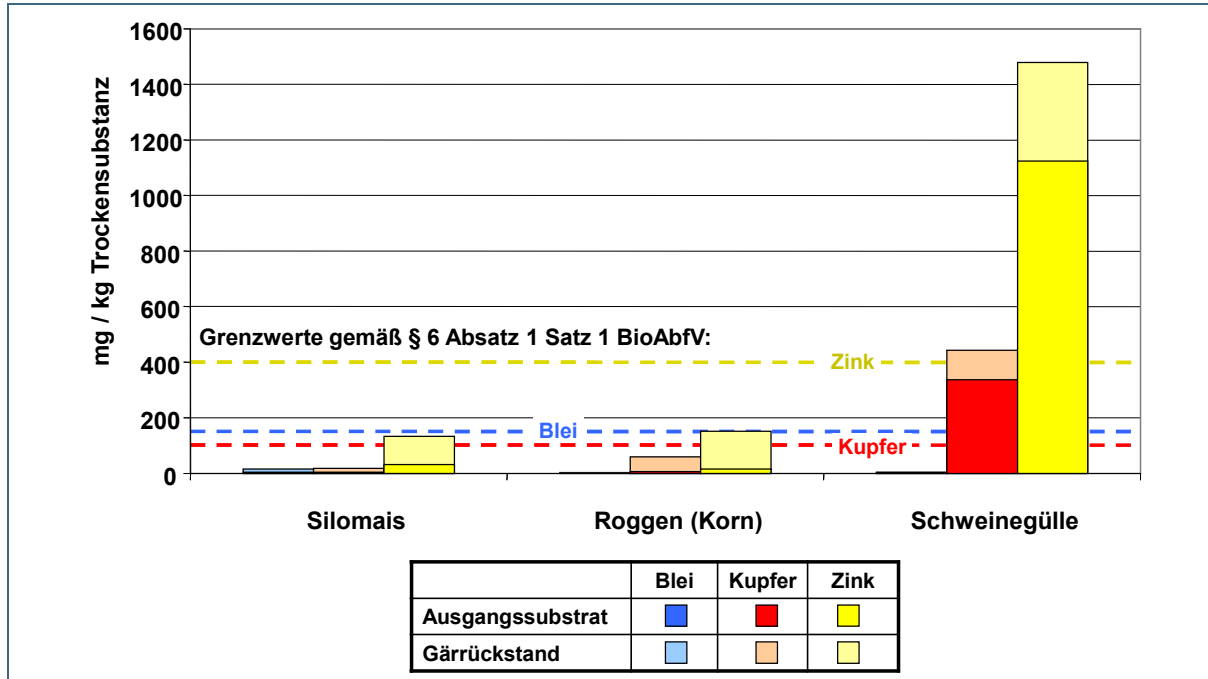 mg / kg Trockensubstanz
1600
1400
1200
1000
800
600
400
200
0
Grenzwerte gemäß § 6 Absatz 1 Satz 1 BioAbfV:
Zink
Blei
Kupfer
Silomais Roggen (Korn) Schweinegülle
Blei Kupfer Zink
Ausgangssubstrat
Gärrückstand